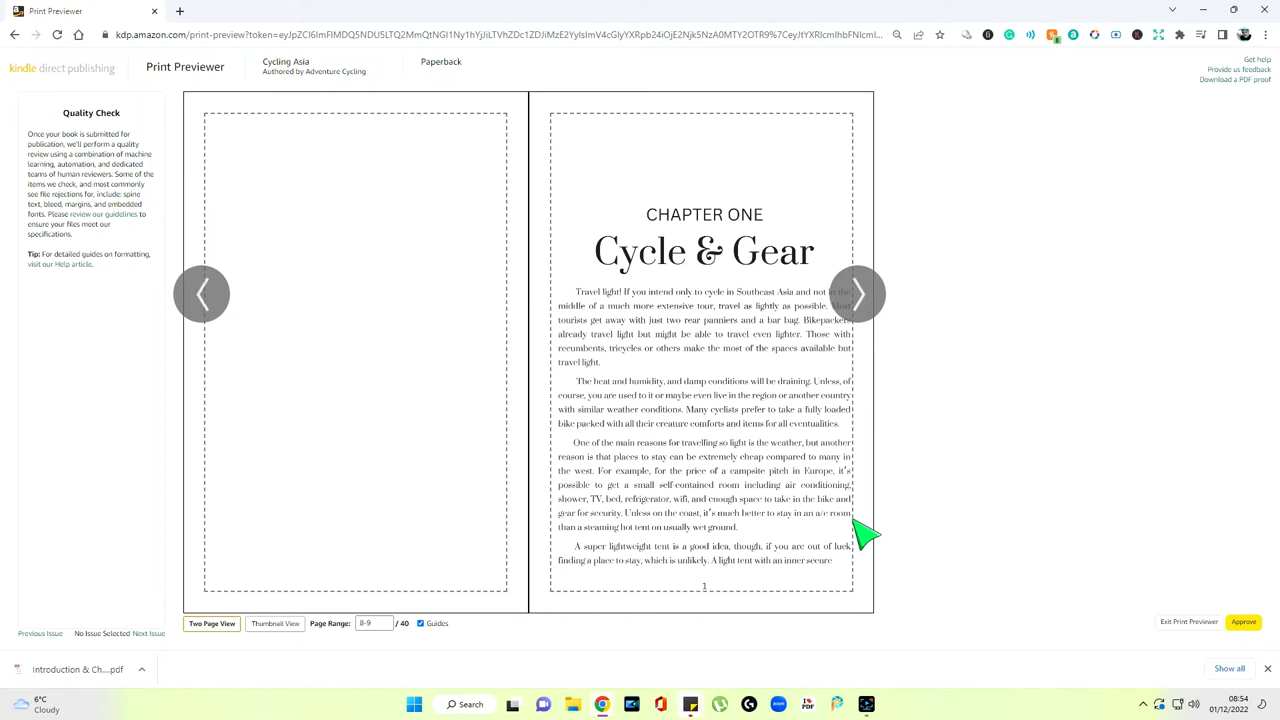 Print Previewer
kdp.amazon.com/print-preview?token=
kindle direct publishing
Print Previewer
Cycling Asia
Authored by Adventure Cycling
Paperback
Get help
Provide us feedback
Download a PDF proof
Quality Check
Once your book is submitted for
publication, we'll perform a quality
review using a combination of machine
learning, automation, and dedicated
teams of human reviewers. Some of the
items we check, and most commonly
see file rejections for, include: spine
text, bleed, margins, and embedded
fonts. Please review our guidelines to
ensure your files meet our
specifications.
Tip: For detailed guides on formatting,
visit our Help article.
CHAPTER ONE
Cycle & Gear
Travel light! If you intend only to cycle in Southeast Asia and not in the
middle of a much more extensive tour, travel as lightly as possible. Most
tourists get away with just two rear panniers and a bar bag. Bikepackers
already travel light but might be able to travel even lighter. Those with
recumbents, tricycles or others make the most of the spaces available but
travel light.
The heat and humidity, and damp conditions will be draining. Unless, of
course, you are used to it or maybe even live in the region or another country
with similar weather conditions. Many cyclists prefer to take a fully loaded
bike packed with all their creature comforts and items for all eventualities.
One of the main reasons for travelling so light is the weather, but another
reason is that places to stay can be extremely cheap compared to many in
the west. For example, for the price of a campsite pitch in Europe, it's
possible to get a small self-contained room including air conditioning,
shower, TV, bed, refrigerator, wifi, and enough space to take in the bike and
gear for security. Unless on the coast, it's much better to stay in an a/c room
than a steaming hot tent on usually wet ground.
A super lightweight tent is a good idea, though, if you are out of luck
finding a place to stay, which is unlikely. A light tent with an inner secure
1
Previous Issue No Issue Selected Next Issue
Two Page View Thumbnail View Page Range: 8-9 / 40 Guides
Exit Print Previewer Approve
Introduction & Ch....pdf
Show all
6°C
Cloudy
Search
08:54
01/12/2022